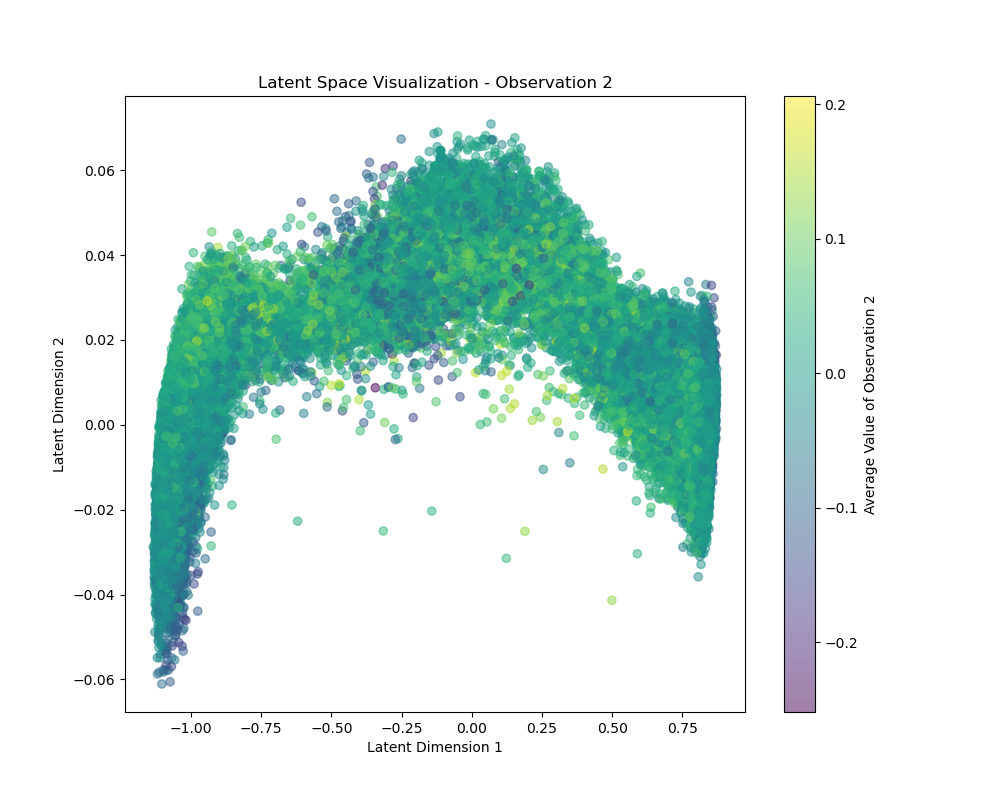 Latent Space Visualization - Observation 2
0.06
0.04
0.02
0.00
−0.02
−0.04
−0.06
Latent Dimension 2
−1.00 −0.75 −0.50 −0.25 0.00 0.25 0.50 0.75
Latent Dimension 1
0.2
0.1
0.0
−0.1
−0.2
Average Value of Observation 2